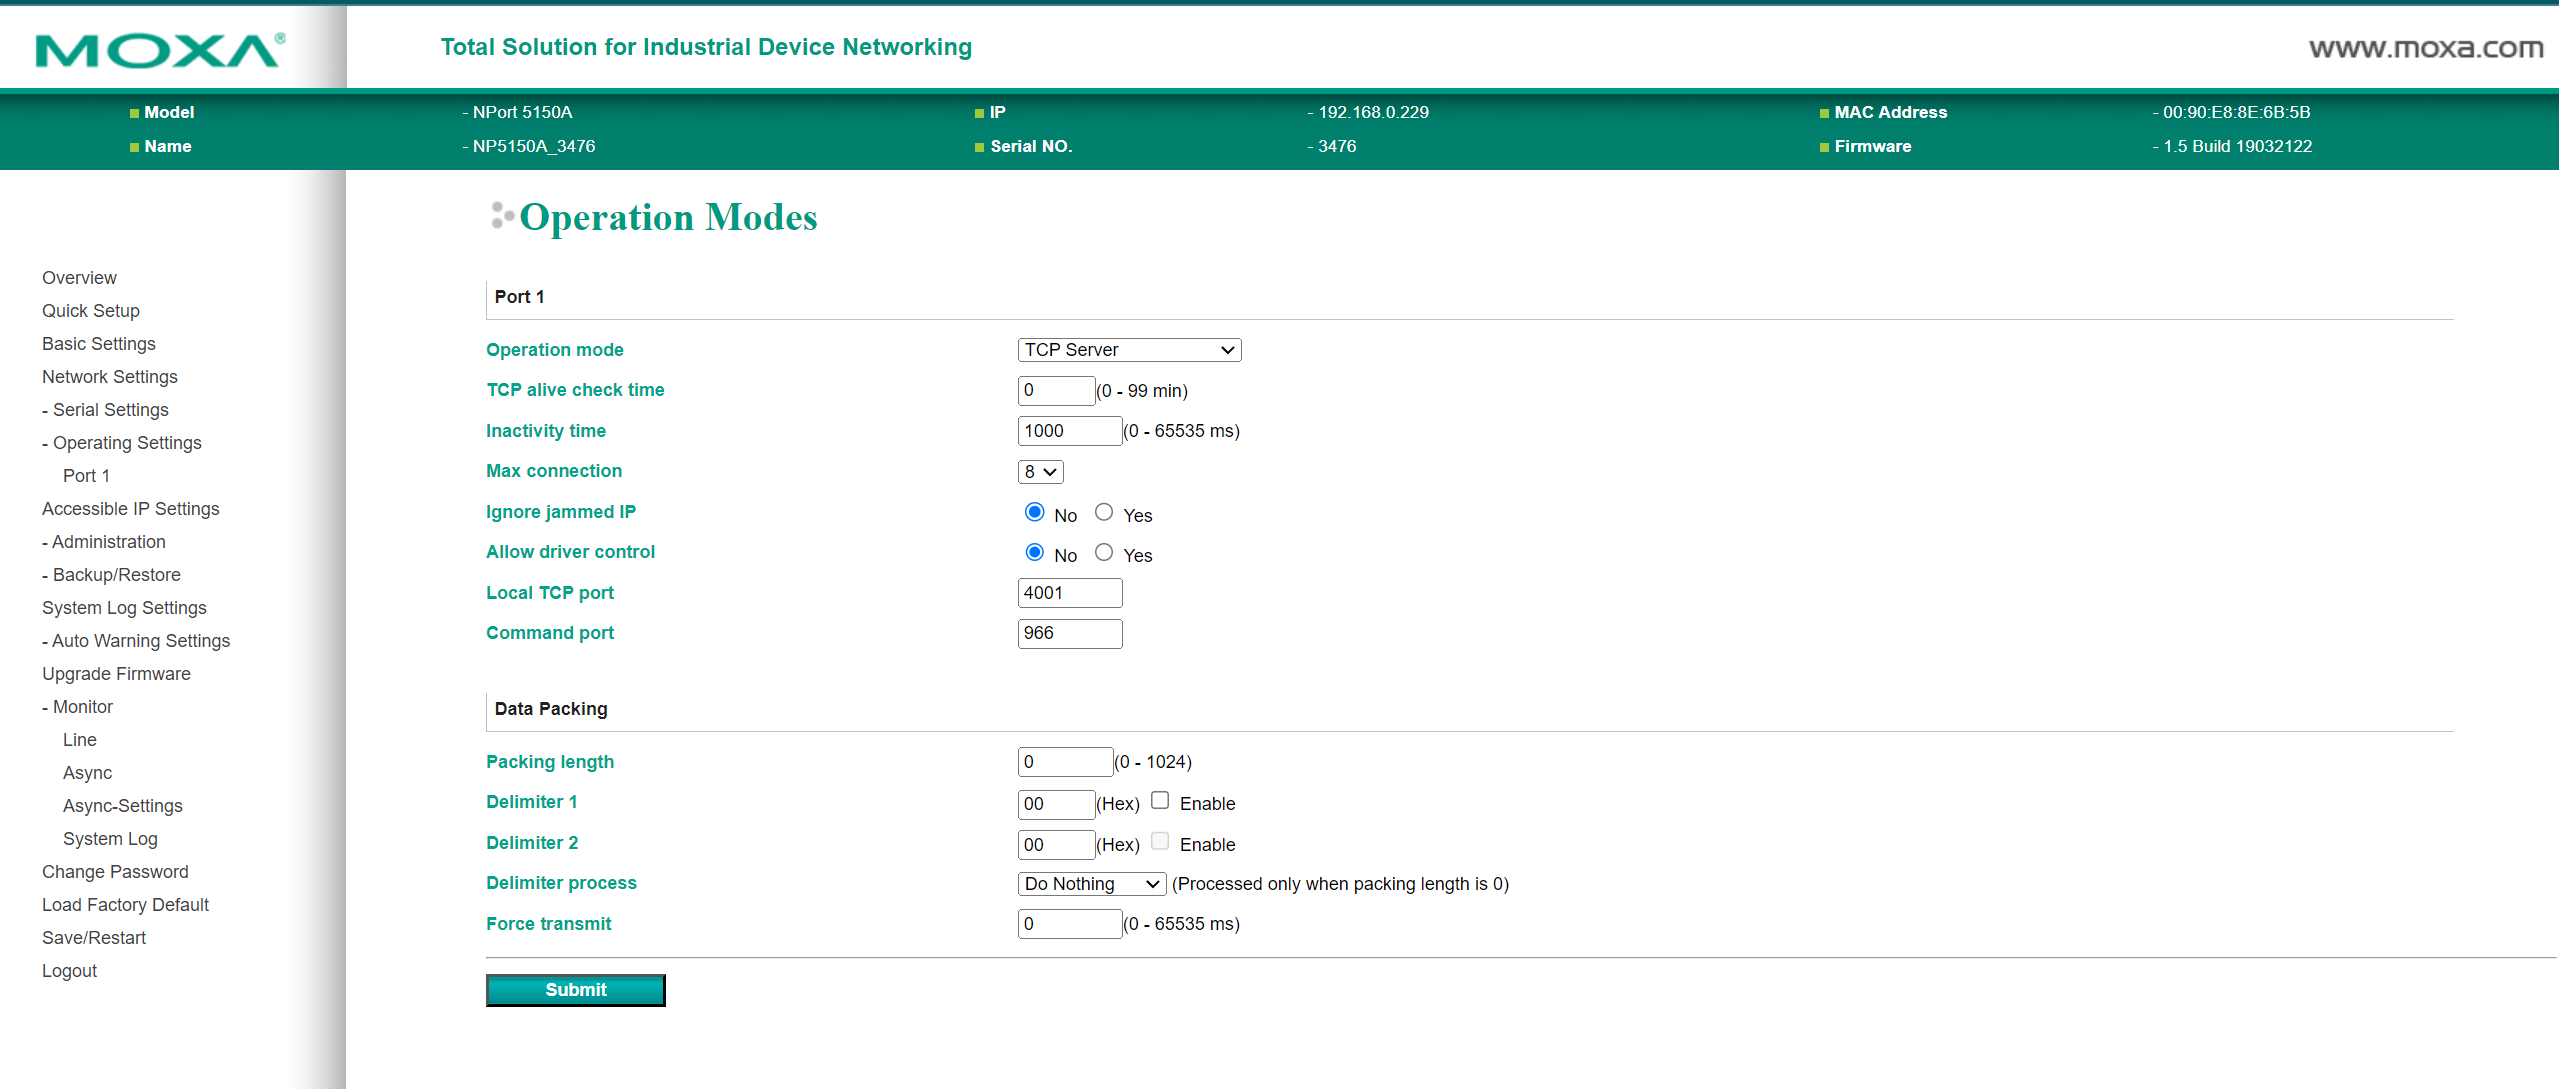 MOXA®
Total Solution for Industrial Device Networking
www.moxa.com
Model - NPort 5150A IP - 192.168.0.229 MAC Address - 00:90:E8:8E:6B:5B
Name - NP5150A_3476 Serial NO. - 3476 Firmware - 1.5 Build 19032122
Overview
Quick Setup
Basic Settings
Network Settings
- Serial Settings
- Operating Settings
Port 1
Accessible IP Settings
- Administration
- Backup/Restore
System Log Settings
- Auto Warning Settings
Upgrade Firmware
- Monitor
Line
Async
Async-Settings
System Log
Change Password
Load Factory Default
Save/Restart
Logout
Operation Modes
Port 1
Operation mode TCP Server
TCP alive check time 0 (0 - 99 min)
Inactivity time 1000 (0 - 65535 ms)
Max connection 8
Ignore jammed IP No Yes
Allow driver control No Yes
Local TCP port 4001
Command port 966
Data Packing
Packing length 0 (0 - 1024)
Delimiter 1 00 (Hex) Enable
Delimiter 2 00 (Hex) Enable
Delimiter process Do Nothing (Processed only when packing length is 0)
Force transmit 0 (0 - 65535 ms)
Submit